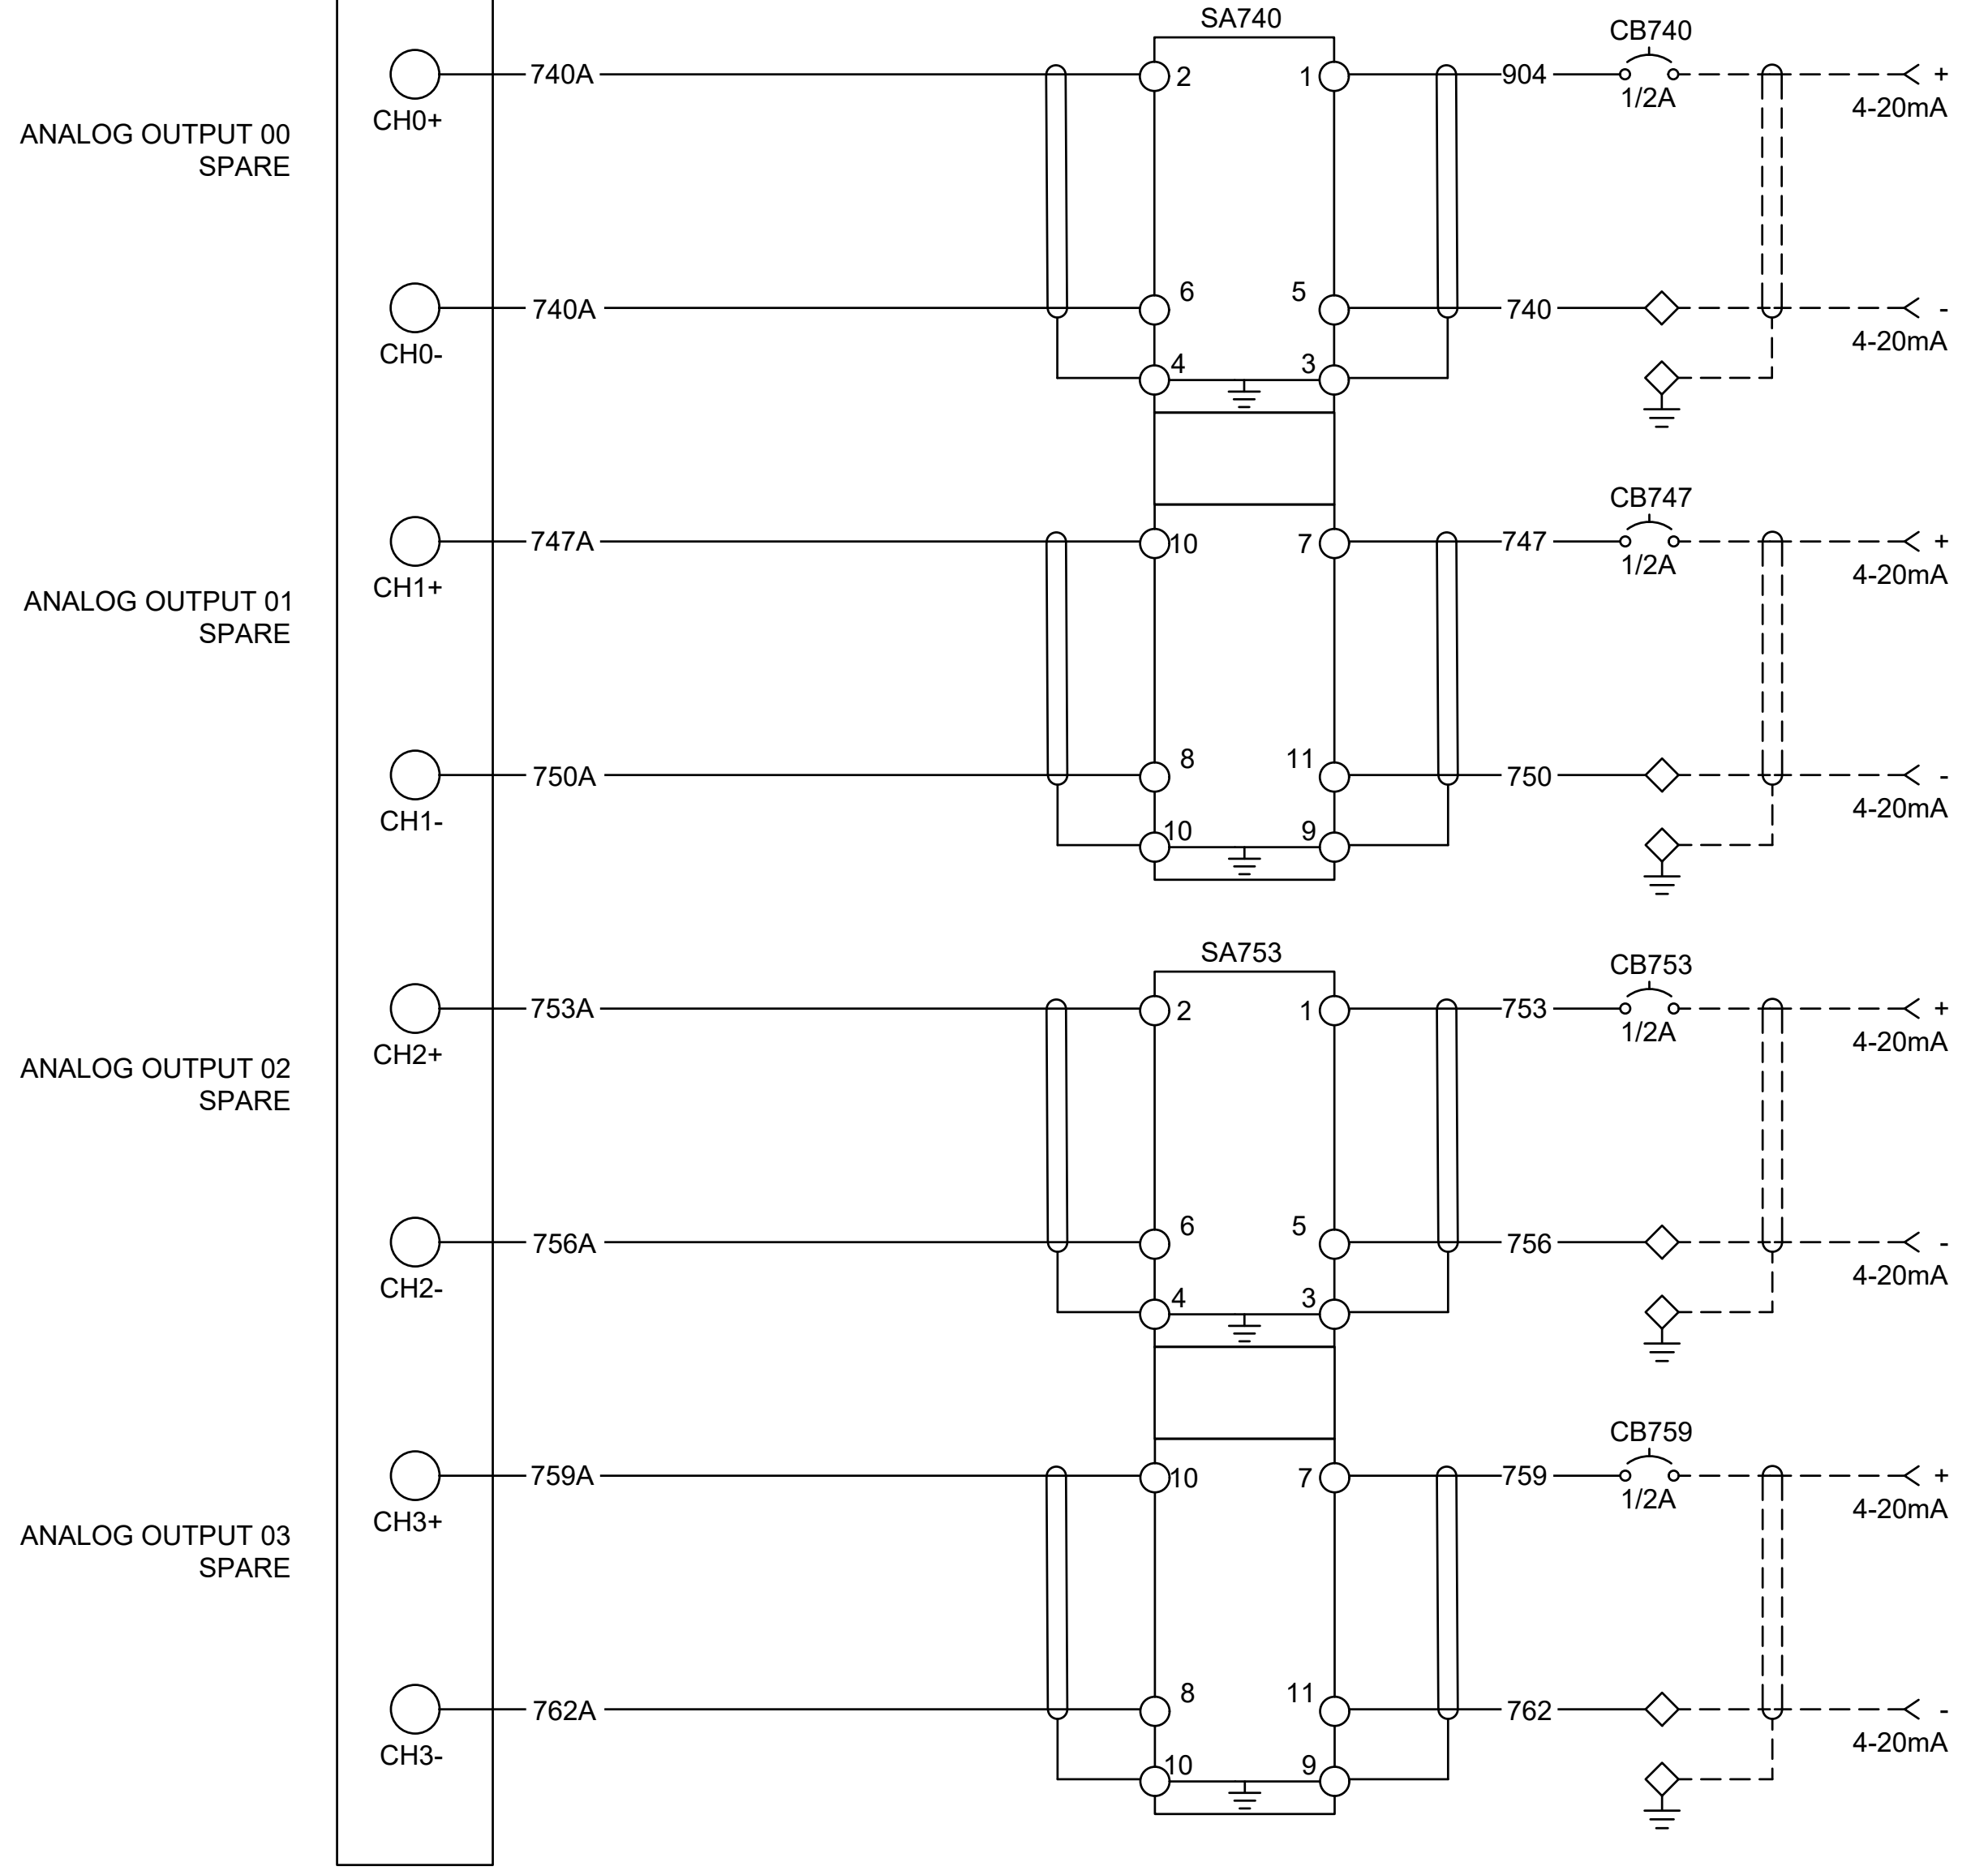 SA740
CB740
740A
2
1
904
+
1/2A
4-20mA
CH0+
ANALOG OUTPUT 00
SPARE
6
5
740A
740
-
4-20mA
CH0-
4
3
CB747
747A
10
7
747
+
1/2A
4-20mA
CH1+
ANALOG OUTPUT 01
SPARE
8
11
750A
750
-
4-20mA
CH1-
10
9
SA753
CB753
753A
2
1
753
+
1/2A
4-20mA
CH2+
ANALOG OUTPUT 02
SPARE
6
5
756A
756
-
4-20mA
CH2-
4
3
CB759
759A
10
7
759
+
1/2A
4-20mA
CH3+
ANALOG OUTPUT 03
SPARE
8
11
762A
762
-
4-20mA
CH3-
10
9